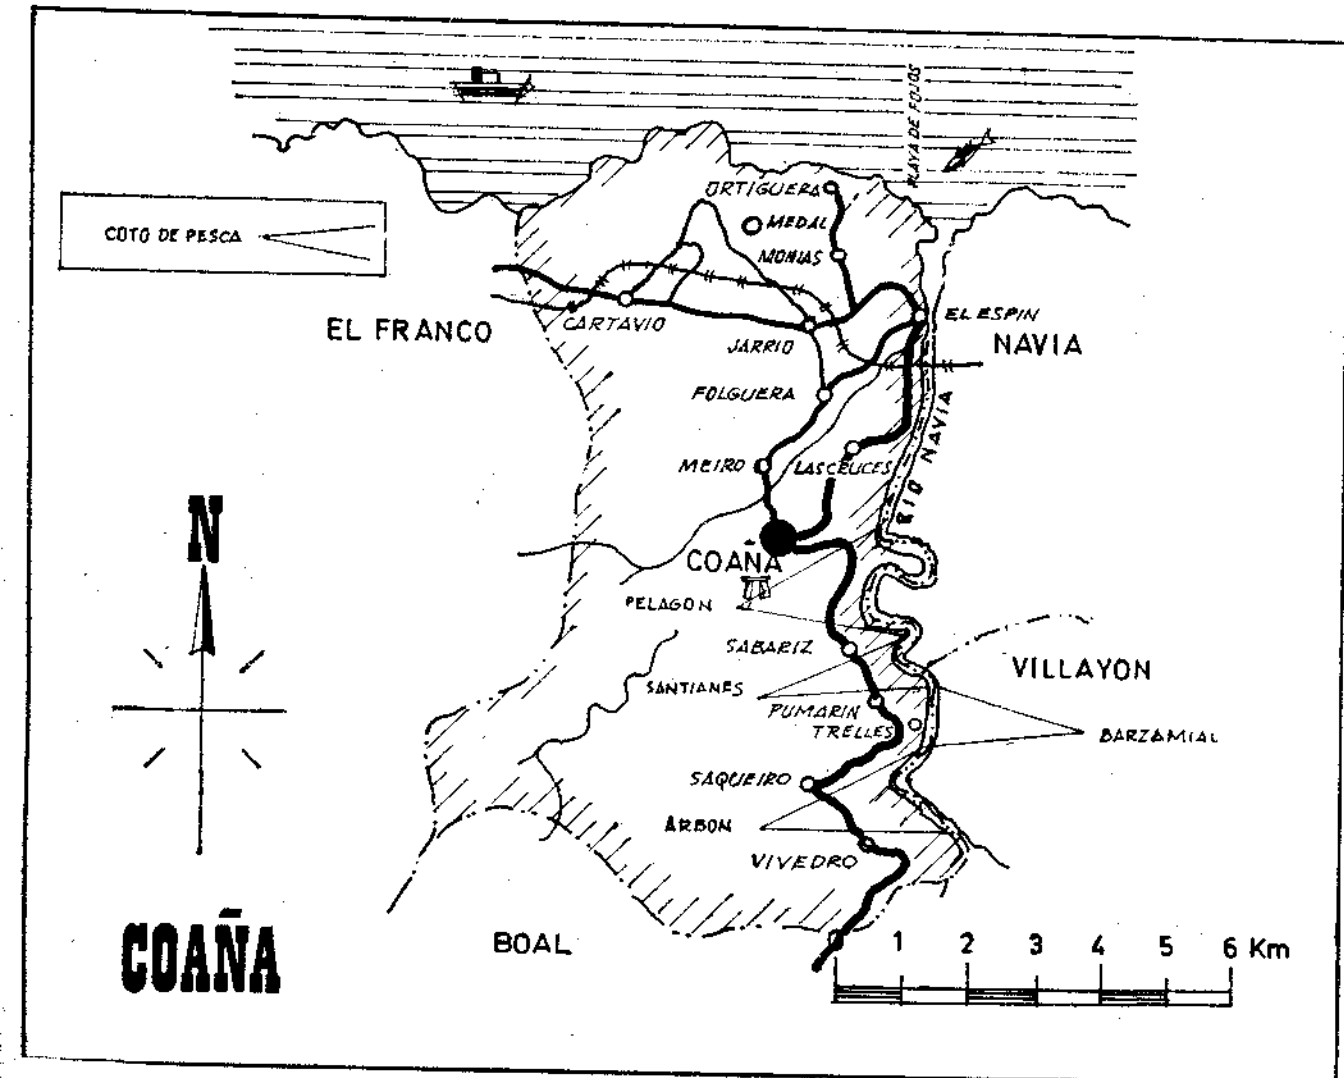 PLAYA DE FOJOS
ORTIGUERA
MEDAL
COTO DE PESCA
MOHIAS
EL ESPIN
CARTAVIO
EL FRANCO
JARRIO
NAVIA
FOLGUERA
RIO NAVIA
MEIRO
LAS CRUCES
N
COAÑA
PELAGON
SABARIZ
VILLAYON
SANTIANES
PUMARIN
TRELLES
BARZAMIAL
SAQUEIRO
ARBON
VIVEDRO
COAÑA
BOAL
0 1 2 3 4 5 6 Km